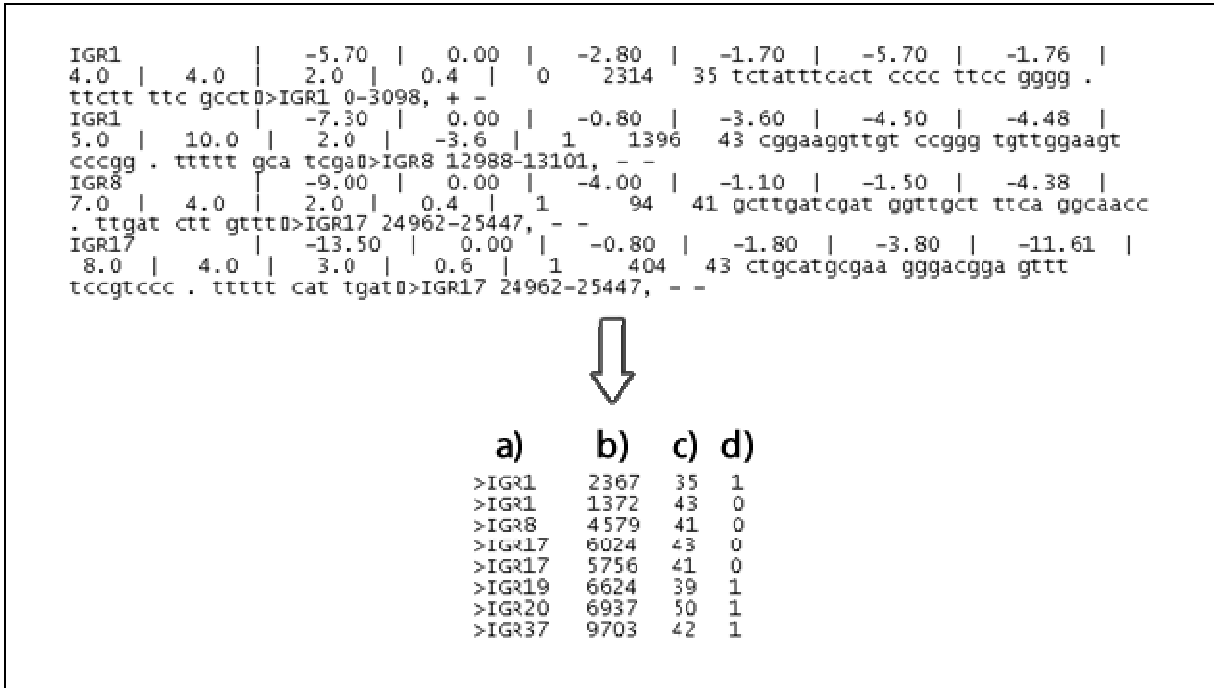 IGR1 | -5.70 | 0.00 | -2.80 | -1.70 | -5.70 | -1.76 |
4.0 | 4.0 | 2.0 | 0.4 | 0 2314 35 tctatttcact cccc ttcc gggg .
ttctt ttc gcct▯>IGR1 0-3098, + -
IGR1 | -7.30 | 0.00 | -0.80 | -3.60 | -4.50 | -4.48 |
5.0 | 10.0 | 2.0 | -3.6 | 1 1396 43 cggaaggttgt ccggg tgttggaagt
cccgg . tttttt gca tcga▯>IGR8 12988-13101, - -
IGR8 | -9.00 | 0.00 | -4.00 | -1.10 | -1.50 | -4.38 |
7.0 | 4.0 | 2.0 | 0.4 | 1 94 41 gcttgatcgat ggttgct ttca ggcaacc
. ttgat ctt gttt▯>IGR17 24962-25447, - -
IGR17 | -13.50 | 0.00 | -0.80 | -1.80 | -3.80 | -11.61 |
8.0 | 4.0 | 3.0 | 0.6 | 1 404 43 ctgcatgcgaa gggacgga gttt
tccgtccc . ttttt cat tgat▯>IGR17 24962-25447, - -
a) b) c) d)
>IGR1 2367 35 1
>IGR1 1372 43 0
>IGR8 4579 41 0
>IGR17 6024 43 0
>IGR17 5756 41 0
>IGR19 6624 39 1
>IGR20 6937 50 1
>IGR37 9703 42 1